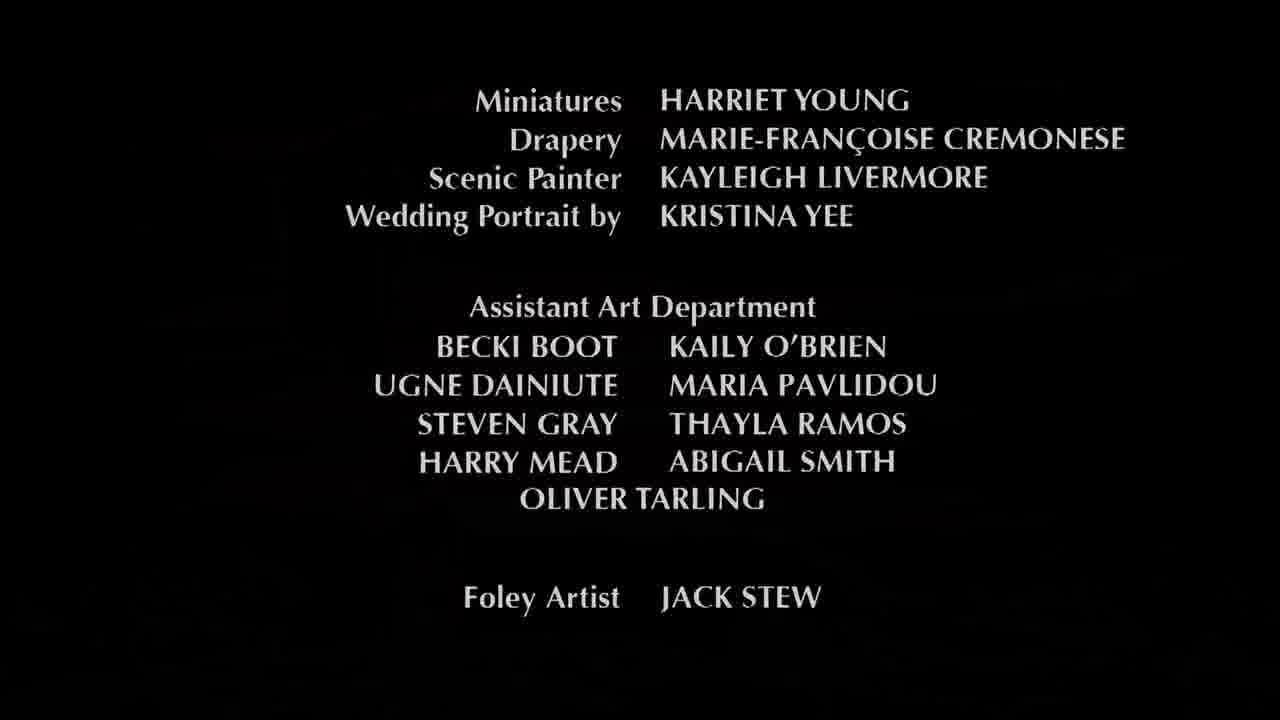 Miniatures HARRIET YOUNG
Drapery MARIE-FRANÇOISE CREMONESE
Scenic Painter KAYLEIGH LIVERMORE
Wedding Portrait by KRISTINA YEE
Assistant Art Department
BECKI BOOT KAILY O’BRIEN
UGNE DAINIUTE MARIA PAVLIDOU
STEVEN GRAY THAYLA RAMOS
HARRY MEAD ABIGAIL SMITH
OLIVER TARLING
Foley Artist JACK STEW